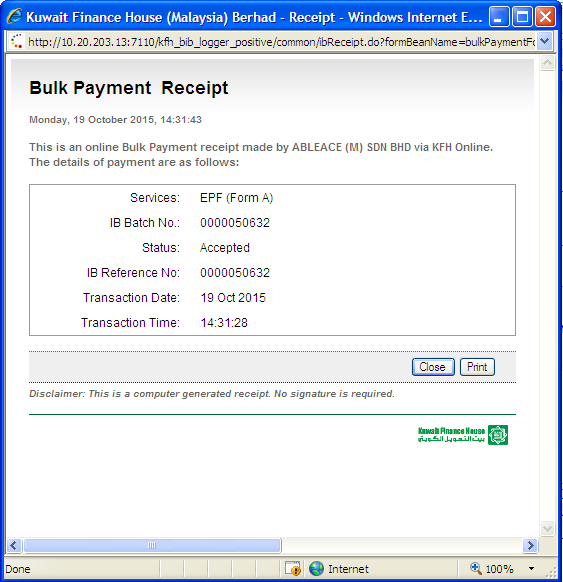 Kuwait Finance House (Malaysia) Berhad - Receipt - Windows Internet E...
http://10.20.203.13:7110/kfh_bib_logger_positive/common/ibReceipt.do?formBeanName=bulkPaymentFo
Bulk Payment Receipt
Monday, 19 October 2015, 14:31:43
This is an online Bulk Payment receipt made by ABLEACE (M) SDN BHD via KFH Online.
The details of payment are as follows:
Services: EPF (Form A)
IB Batch No.: 0000050632
Status: Accepted
IB Reference No: 0000050632
Transaction Date: 19 Oct 2015
Transaction Time: 14:31:28
Close Print
Disclaimer: This is a computer generated receipt. No signature is required.
Kuwait Finance House
بيت التمويل الكويتي
Done Internet 100%